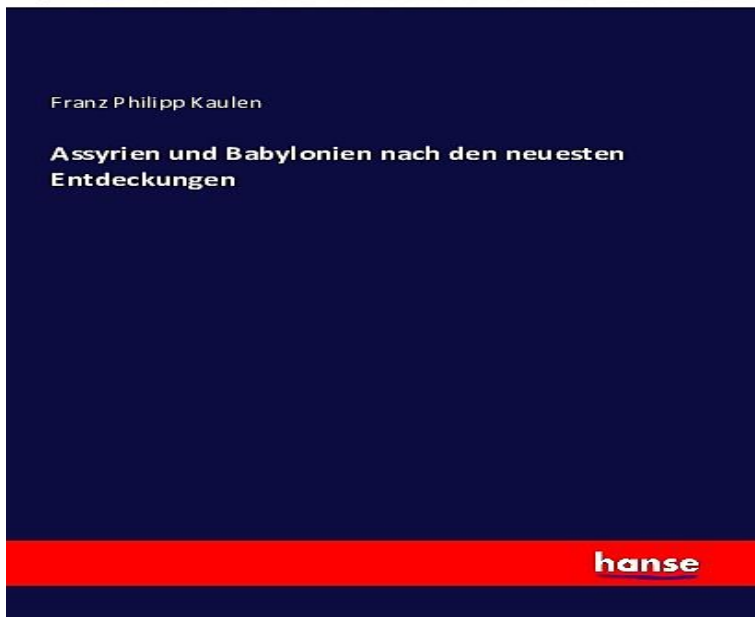 Franz Philipp Kaulen
Assyrien und Babylonien nach den neuesten
Entdeckungen
hanse